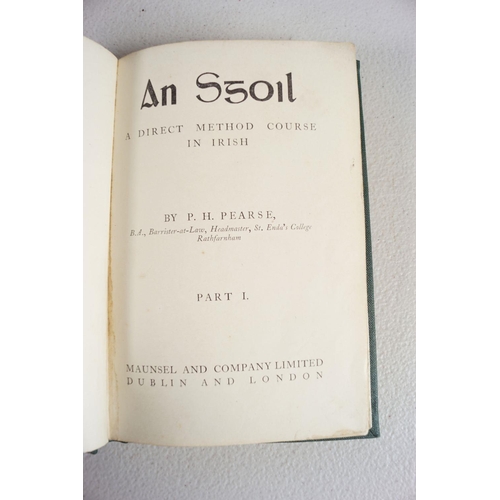 An Sgoil
A DIRECT METHOD COURSE
IN IRISH
BY P. H. PEARSE,
B.A., Barrister-at-Law, Headmaster, St. Enda's College
Rathfarnham
PART I.
MAUNSEL AND COMPANY LIMITED
DUBLIN AND LONDON